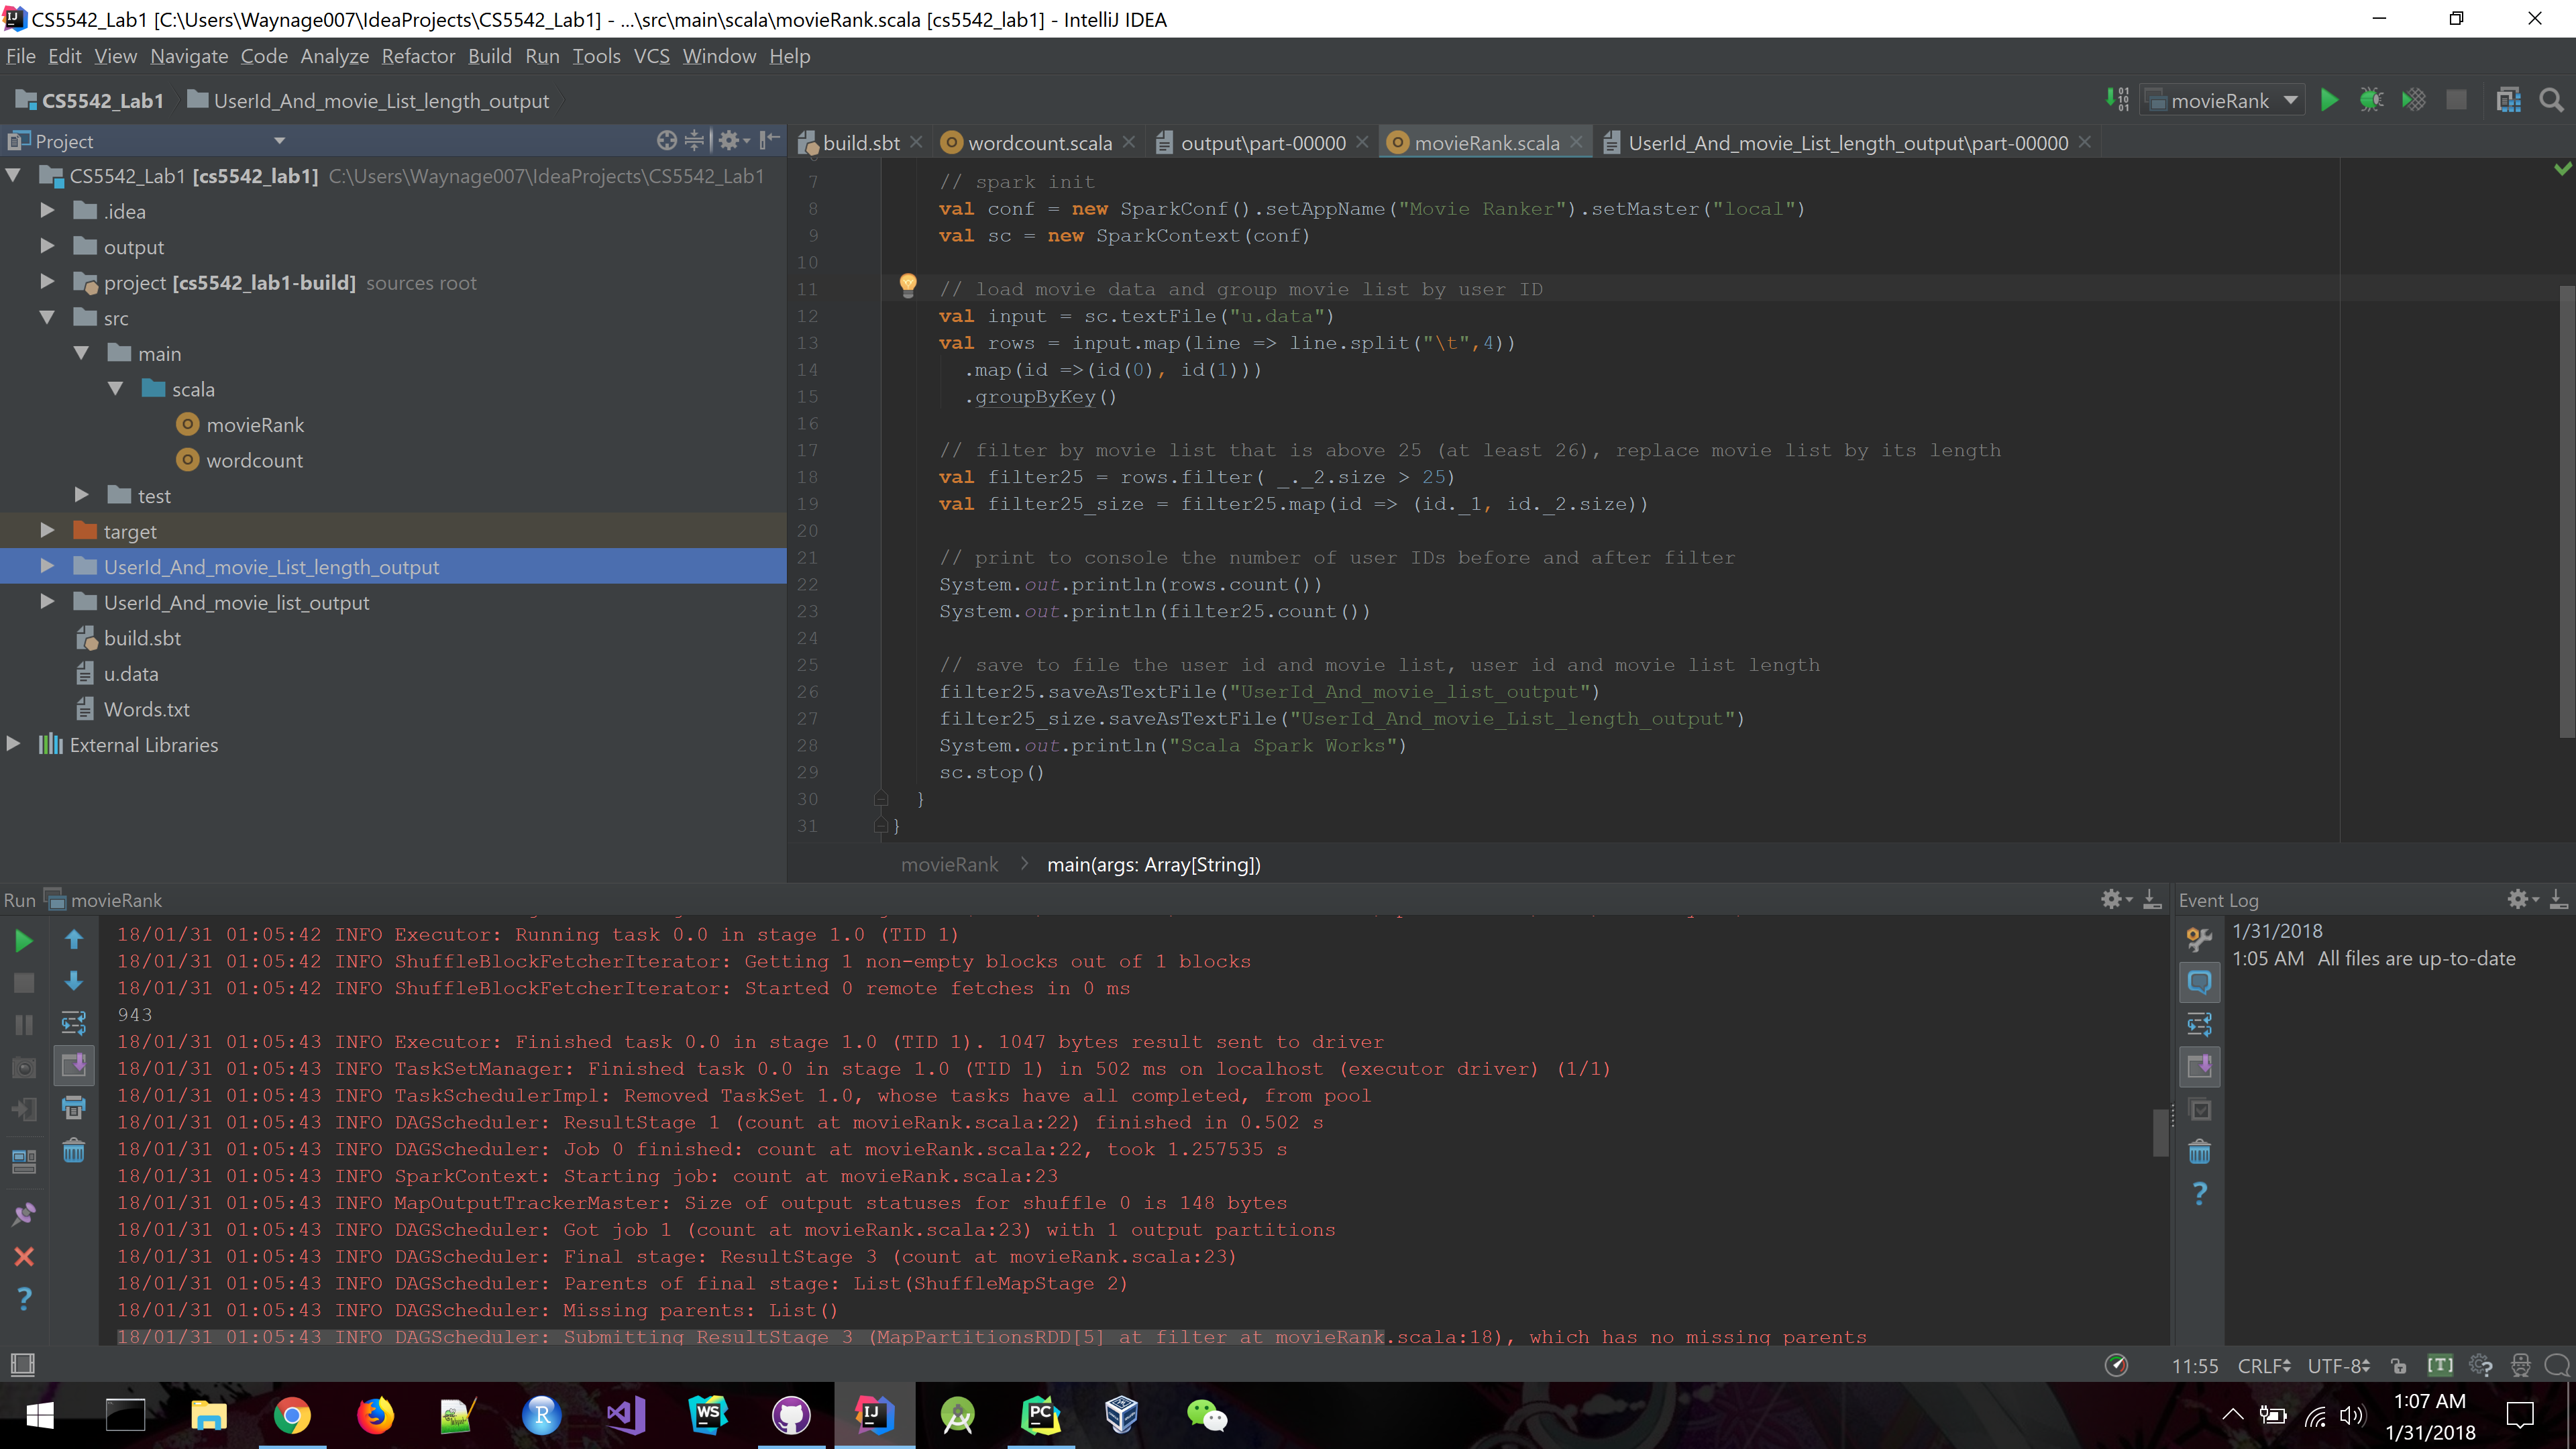 CS5542_Lab1 [C:\Users\Waynage007\IdeaProjects\CS5542_Lab1] - ...\src\main\scala\movieRank.scala [cs5542_lab1] - IntelliJ IDEA
File Edit View Navigate Code Analyze Refactor Build Run Tools VCS Window Help
CS5542_Lab1 UserId_And_movie_List_length_output
movieRank
Project
build.sbt wordcount.scala output\part-00000 movieRank.scala UserId_And_movie_List_length_output\part-00000
CS5542_Lab1 [cs5542_lab1] C:\Users\Waynage007\IdeaProjects\CS5542_Lab1
.idea
output
project [cs5542_lab1-build] sources root
src
main
scala
movieRank
wordcount
test
target
UserId_And_movie_List_length_output
UserId_And_movie_list_output
build.sbt
u.data
Words.txt
External Libraries
7 // spark init
8 val conf = new SparkConf().setAppName("Movie Ranker").setMaster("local")
9 val sc = new SparkContext(conf)
10
11 // load movie data and group movie list by user ID
12 val input = sc.textFile("u.data")
13 val rows = input.map(line => line.split("\t",4))
14 .map(id =>(id(0), id(1)))
15 .groupByKey()
16
17 // filter by movie list that is above 25 (at least 26), replace movie list by its length
18 val filter25 = rows.filter( _._2.size > 25)
19 val filter25_size = filter25.map(id => (id._1, id._2.size))
20
21 // print to console the number of user IDs before and after filter
22 System.out.println(rows.count())
23 System.out.println(filter25.count())
24
25 // save to file the user id and movie list, user id and movie list length
26 filter25.saveAsTextFile("UserId_And_movie_list_output")
27 filter25_size.saveAsTextFile("UserId_And_movie_List_length_output")
28 System.out.println("Scala Spark Works")
29 sc.stop()
30 }
31 }
movieRank > main(args: Array[String])
Run movieRank
18/01/31 01:05:42 INFO Executor: Running task 0.0 in stage 1.0 (TID 1)
18/01/31 01:05:42 INFO ShuffleBlockFetcherIterator: Getting 1 non-empty blocks out of 1 blocks
18/01/31 01:05:42 INFO ShuffleBlockFetcherIterator: Started 0 remote fetches in 0 ms
943
18/01/31 01:05:43 INFO Executor: Finished task 0.0 in stage 1.0 (TID 1). 1047 bytes result sent to driver
18/01/31 01:05:43 INFO TaskSetManager: Finished task 0.0 in stage 1.0 (TID 1) in 502 ms on localhost (executor driver) (1/1)
18/01/31 01:05:43 INFO TaskSchedulerImpl: Removed TaskSet 1.0, whose tasks have all completed, from pool
18/01/31 01:05:43 INFO DAGScheduler: ResultStage 1 (count at movieRank.scala:22) finished in 0.502 s
18/01/31 01:05:43 INFO DAGScheduler: Job 0 finished: count at movieRank.scala:22, took 1.257535 s
18/01/31 01:05:43 INFO SparkContext: Starting job: count at movieRank.scala:23
18/01/31 01:05:43 INFO MapOutputTrackerMaster: Size of output statuses for shuffle 0 is 148 bytes
18/01/31 01:05:43 INFO DAGScheduler: Got job 1 (count at movieRank.scala:23) with 1 output partitions
18/01/31 01:05:43 INFO DAGScheduler: Final stage: ResultStage 3 (count at movieRank.scala:23)
18/01/31 01:05:43 INFO DAGScheduler: Parents of final stage: List(ShuffleMapStage 2)
18/01/31 01:05:43 INFO DAGScheduler: Missing parents: List()
18/01/31 01:05:43 INFO DAGScheduler: Submitting ResultStage 3 (MapPartitionsRDD[5] at filter at movieRank.scala:18), which has no missing parents
Event Log
1/31/2018
1:05 AM All files are up-to-date
11:55 CRLF UTF-8 [T]
1:07 AM
1/31/2018